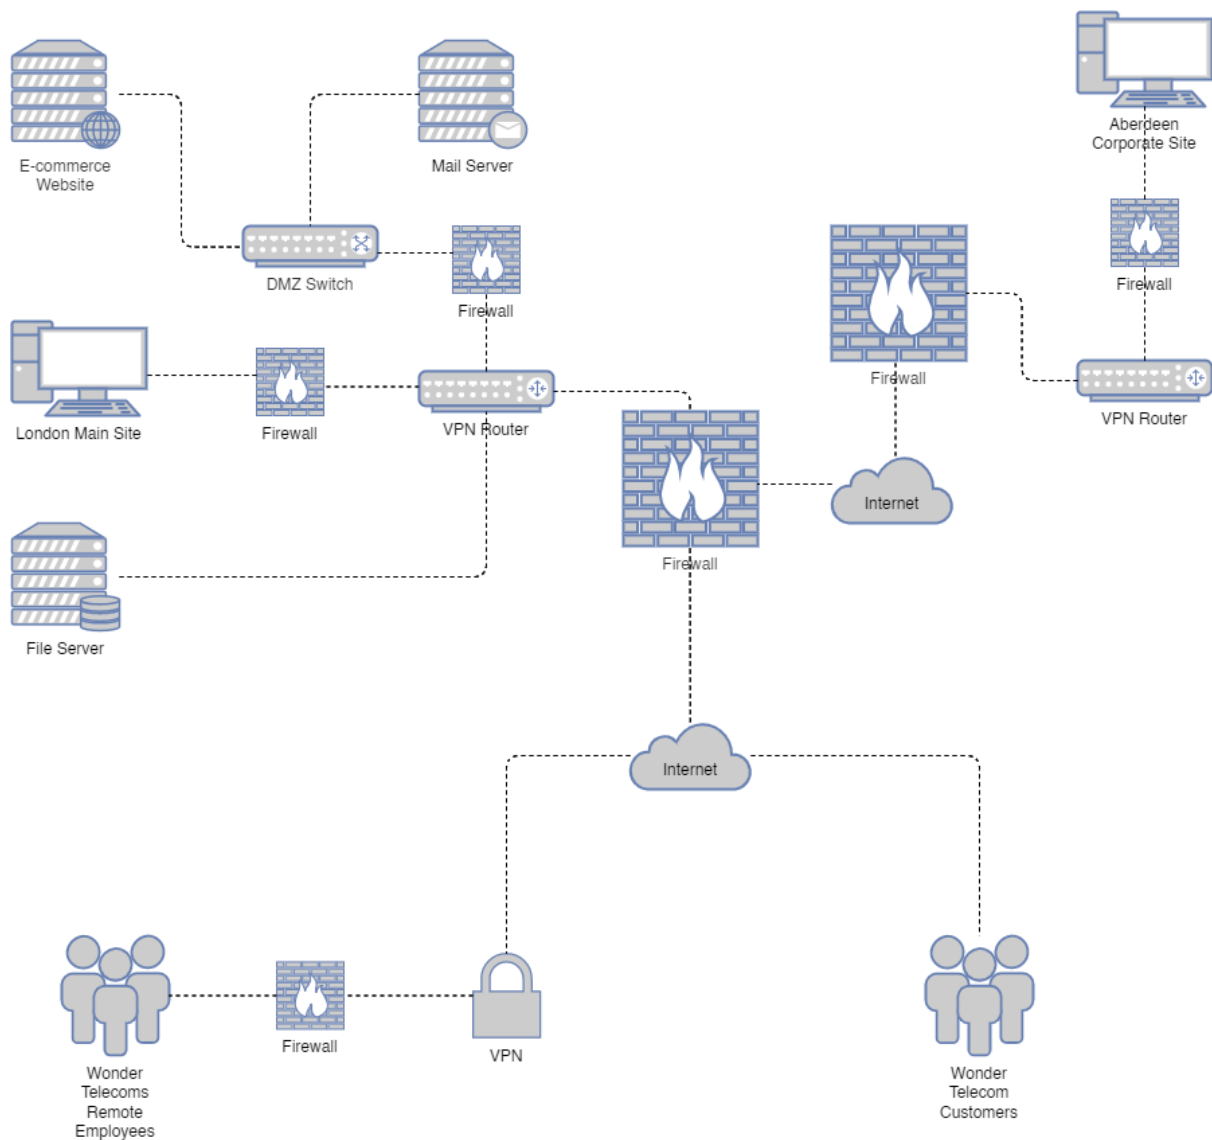 Aberdeen
Corporate Site
E-commerce
Website
Mail Server
DMZ Switch
Firewall
Firewall
Firewall
London Main Site
Firewall
VPN Router
VPN Router
Internet
Firewall
File Server
Internet
Firewall
VPN
Wonder
Telecoms
Remote
Employees
Wonder
Telecom
Customers